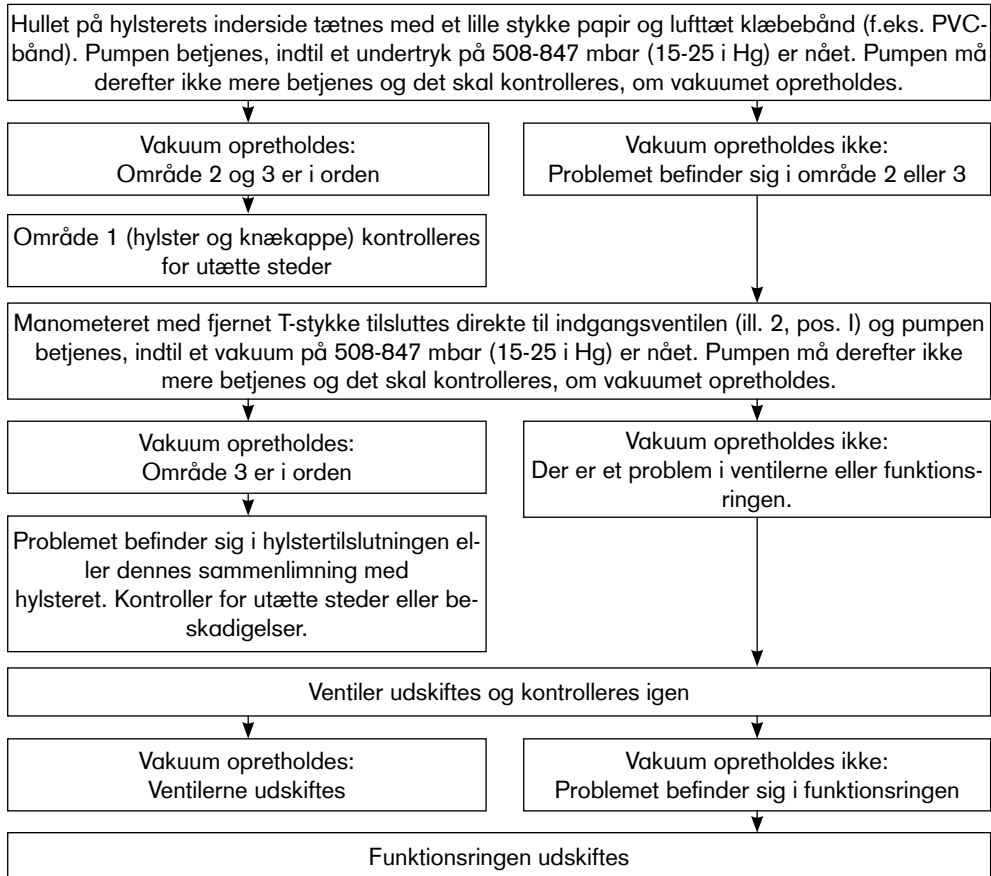 Hullet på hylsterets inderside tætnes med et lille stykke papir og lufttæt klæbebånd (f.eks. PVC-
bånd). Pumpen betjenes, indtil et undertryk på 508-847 mbar (15-25 i Hg) er nået. Pumpen må
derefter ikke mere betjenes og det skal kontrolleres, om vakuumet opretholdes.
Vakuum opretholdes:
Område 2 og 3 er i orden
Vakuum opretholdes ikke:
Problemet befinder sig i område 2 eller 3
Område 1 (hylster og knækappe) kontrolleres
for utætte steder
Manometeret med fjernet T-stykke tilsluttes direkte til indgangsventilen (ill. 2, pos. I) og pumpen
betjenes, indtil et vakuum på 508-847 mbar (15-25 i Hg) er nået. Pumpen må derefter ikke
mere betjenes og det skal kontrolleres, om vakuumet opretholdes.
Vakuum opretholdes:
Område 3 er i orden
Vakuum opretholdes ikke:
Der er et problem i ventilerne eller funktions-
ringen.
Problemet befinder sig i hylstertilslutningen el-
ler dennes sammenlimning med
hylsteret. Kontroller for utætte steder eller be-
skadigelser.
Ventiler udskiftes og kontrolleres igen
Vakuum opretholdes:
Ventilerne udskiftes
Vakuum opretholdes ikke:
Problemet befinder sig i funktionsringen
Funktionsringen udskiftes